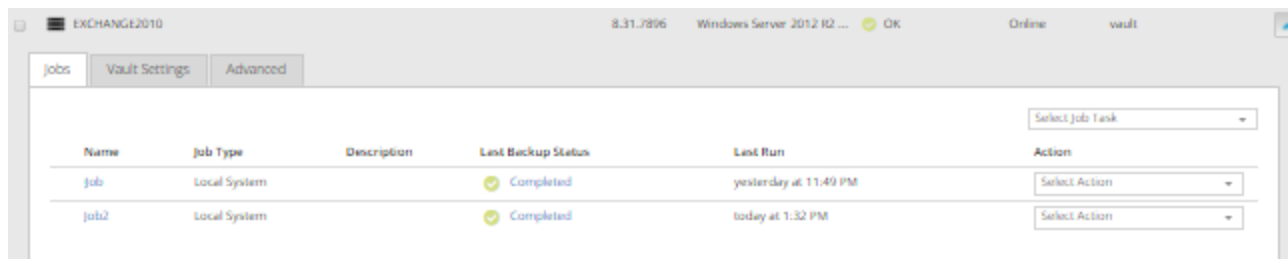 EXCHANGE2010 8.31.7896 Windows Server 2012 R2 ... OK Online vault
Jobs Vault Settings Advanced
Select Job Task
Name Job Type Description Last Backup Status Last Run Action
Job Local System Completed yesterday at 11:49 PM Select Action
Job2 Local System Completed today at 1:32 PM Select Action